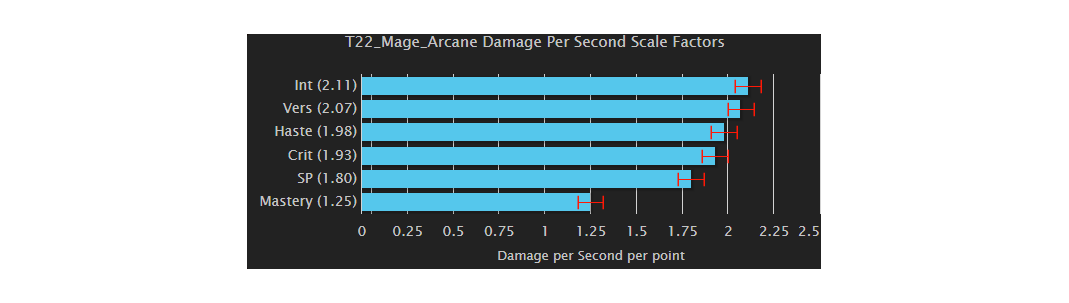 T22_Mage_Arcane Damage Per Second Scale Factors
Int (2.11)
Vers (2.07)
Haste (1.98)
Crit (1.93)
SP (1.80)
Mastery (1.25)
0 0.25 0.5 0.75 1 1.25 1.5 1.75 2 2.25 2.5
Damage per Second per point